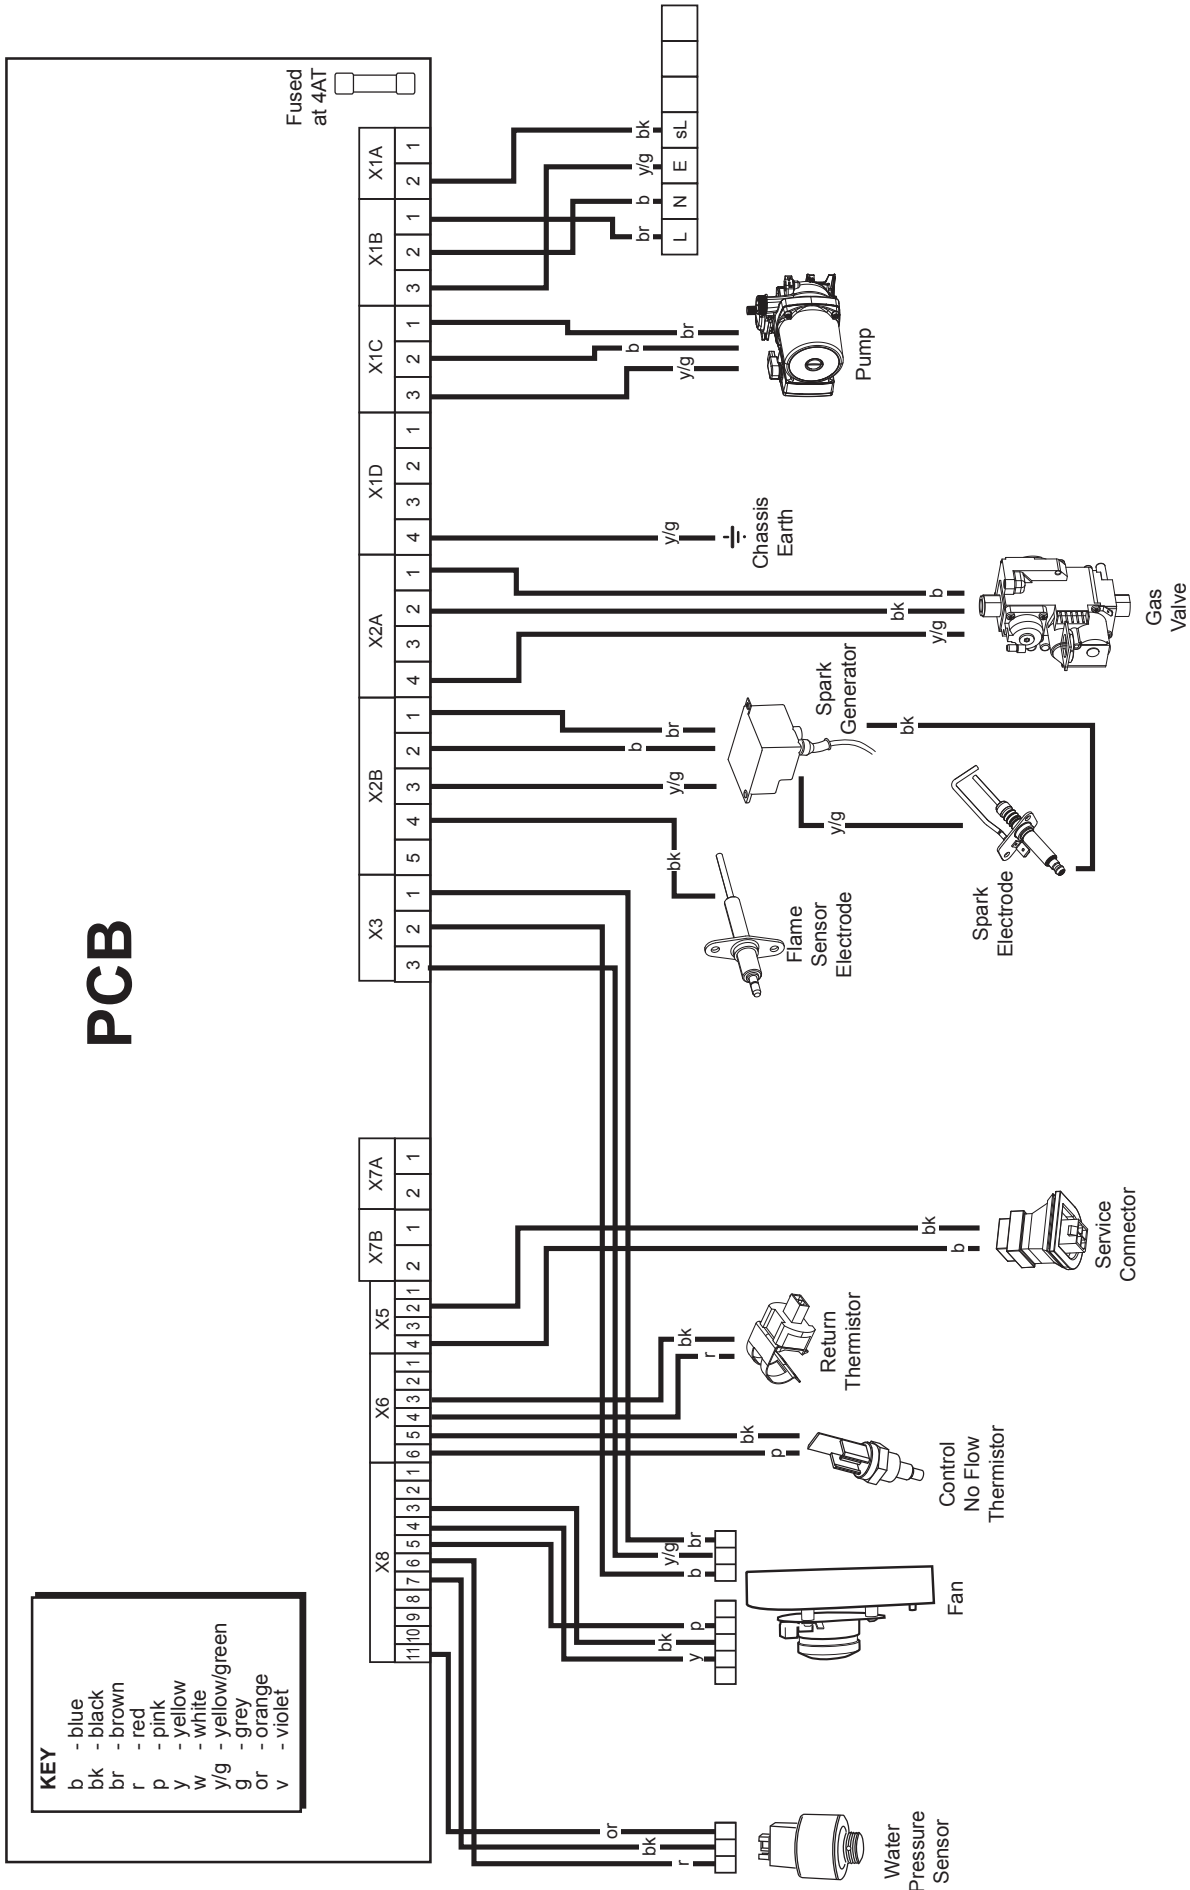 PCB
KEY
b - blue
bk - black
br - brown
r - red
p - pink
y - yellow
w - white
y/g - yellow/green
g - grey
or - orange
v - violet
Fused
at 4AT
X8
11 10 9 8 7 6 5 4 3 2 1
X6
6 5 4 3 2 1
X5
4 3 2 1
X7B
2 1
X7A
2 1
X3
3 2 1
X2B
5 4 3 2 1
X2A
4 3 2 1
X1D
4 3 2 1
X1C
3 2 1
X1B
3 2 1
X1A
2 1
r
bk
or
Water
Pressure
Sensor
y
bk
p
b
y/g
br
Fan
p
bk
Control
No Flow
Thermistor
r
bk
Return
Thermistor
b
bk
Service
Connector
bk
Flame
Sensor
Electrode
y/g
b
br
Spark
Generator
y/g
bk
Spark
Electrode
y/g
bk
b
Gas
Valve
y/g
Chassis
Earth
y/g
b
br
Pump
br
b
y/g
bk
L N E sL